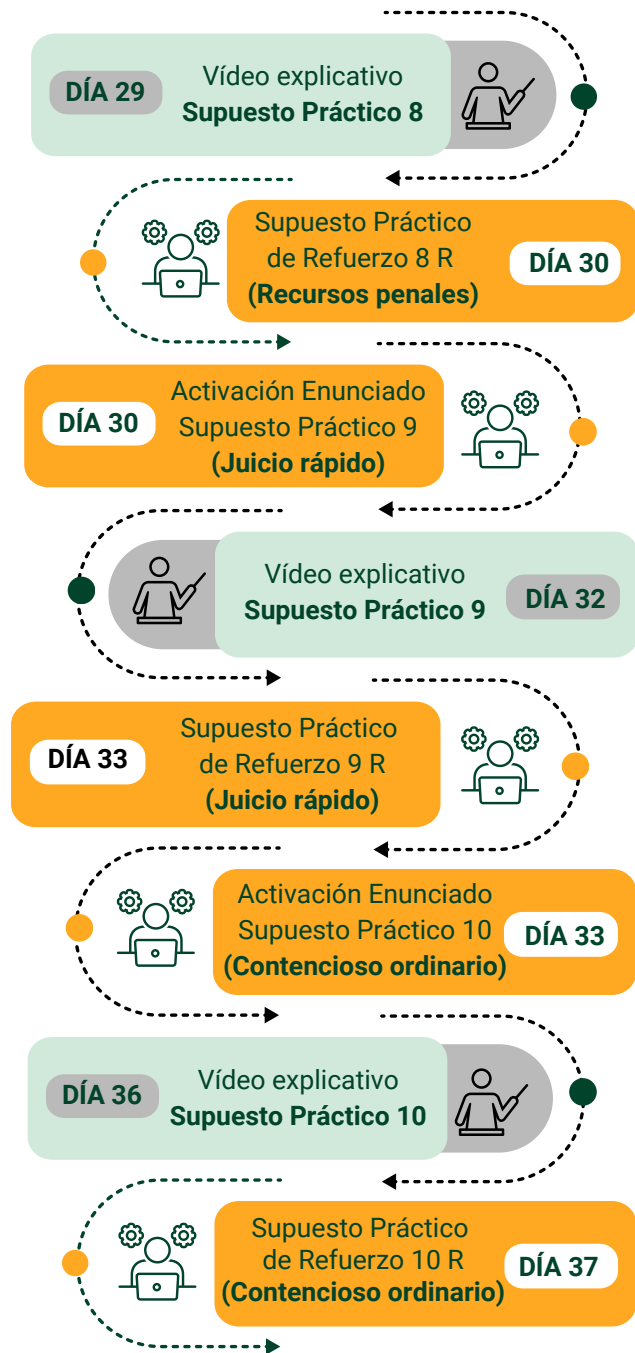 DÍA 29
Vídeo explicativo
Supuesto Práctico 8
Supuesto Práctico
de Refuerzo 8 R
(Recursos penales)
DÍA 30
DÍA 30
Activación Enunciado
Supuesto Práctico 9
(Juicio rápido)
Vídeo explicativo
Supuesto Práctico 9
DÍA 32
DÍA 33
Supuesto Práctico
de Refuerzo 9 R
(Juicio rápido)
Activación Enunciado
Supuesto Práctico 10
(Contencioso ordinario)
DÍA 33
DÍA 36
Vídeo explicativo
Supuesto Práctico 10
Supuesto Práctico
de Refuerzo 10 R
(Contencioso ordinario)
DÍA 37